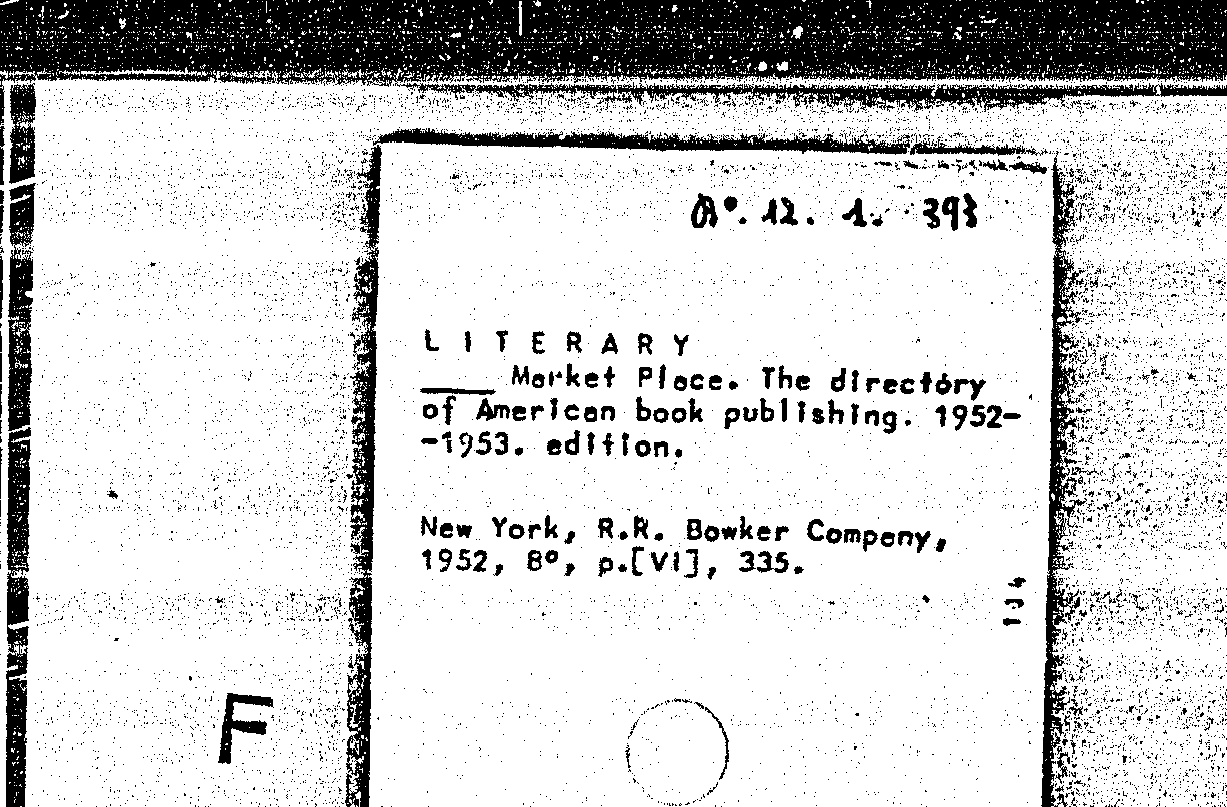 12. 1. 393
L I T E R A R Y
____ Market Place. The directory
of American book publishing. 1952-
-1953. edition.
New York, R.R. Bowker Company,
1952, 8º, p.[VI], 335.
F